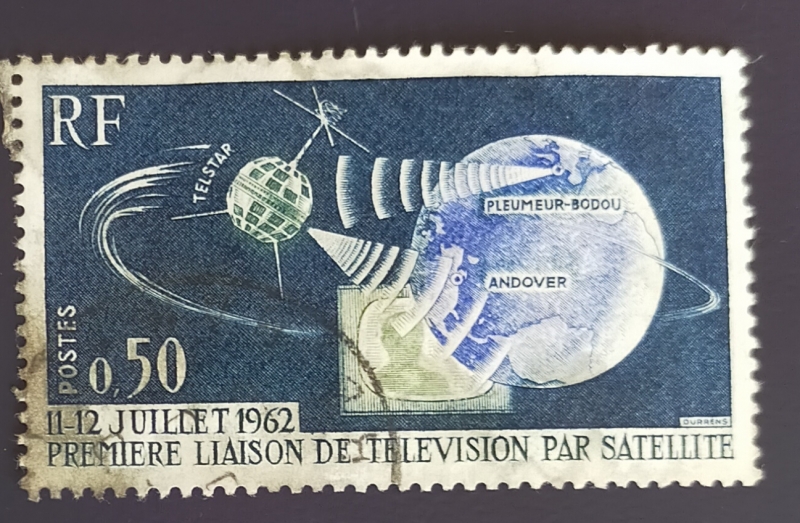 RF
TELSTAR
PLEUMEUR-BODOU
ANDOVER
POSTES
0,50
11-12 JUILLET 1962
DURRENS
PREMIERE LIAISON DE TELEVISION PAR SATELLITE